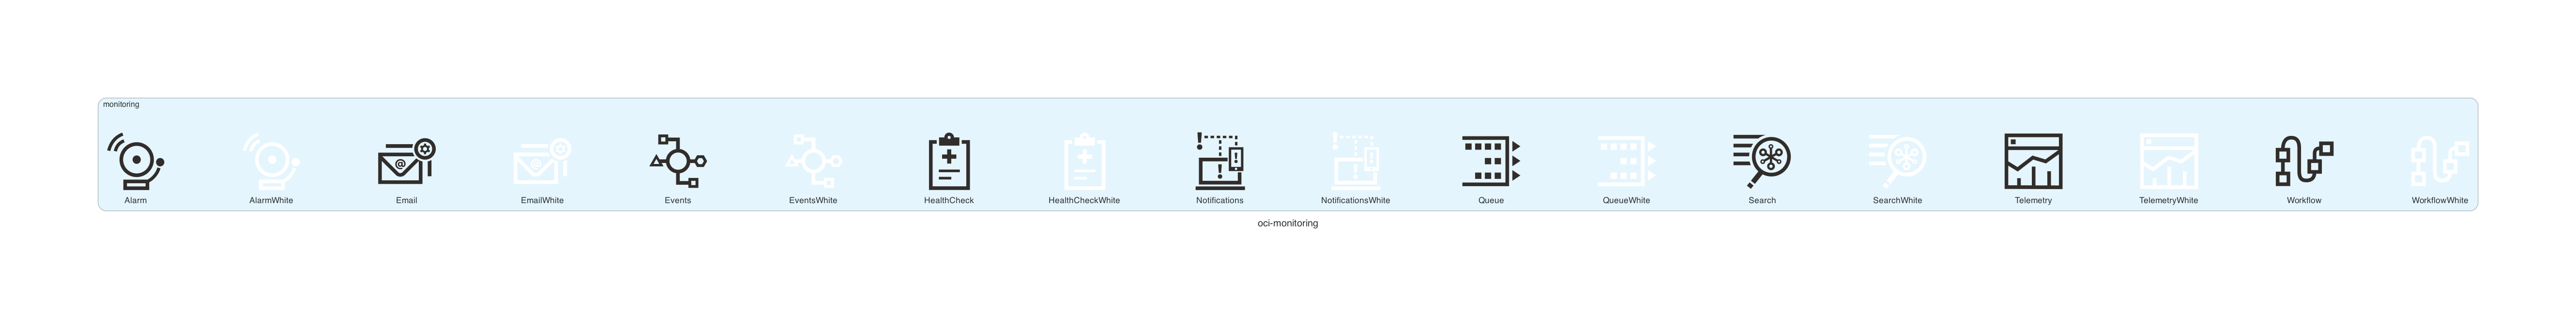 monitoring
Alarm
AlarmWhite
Email
EmailWhite
Events
EventsWhite
HealthCheck
HealthCheckWhite
Notifications
NotificationsWhite
Queue
QueueWhite
Search
SearchWhite
Telemetry
TelemetryWhite
Workflow
WorkflowWhite
oci-monitoring